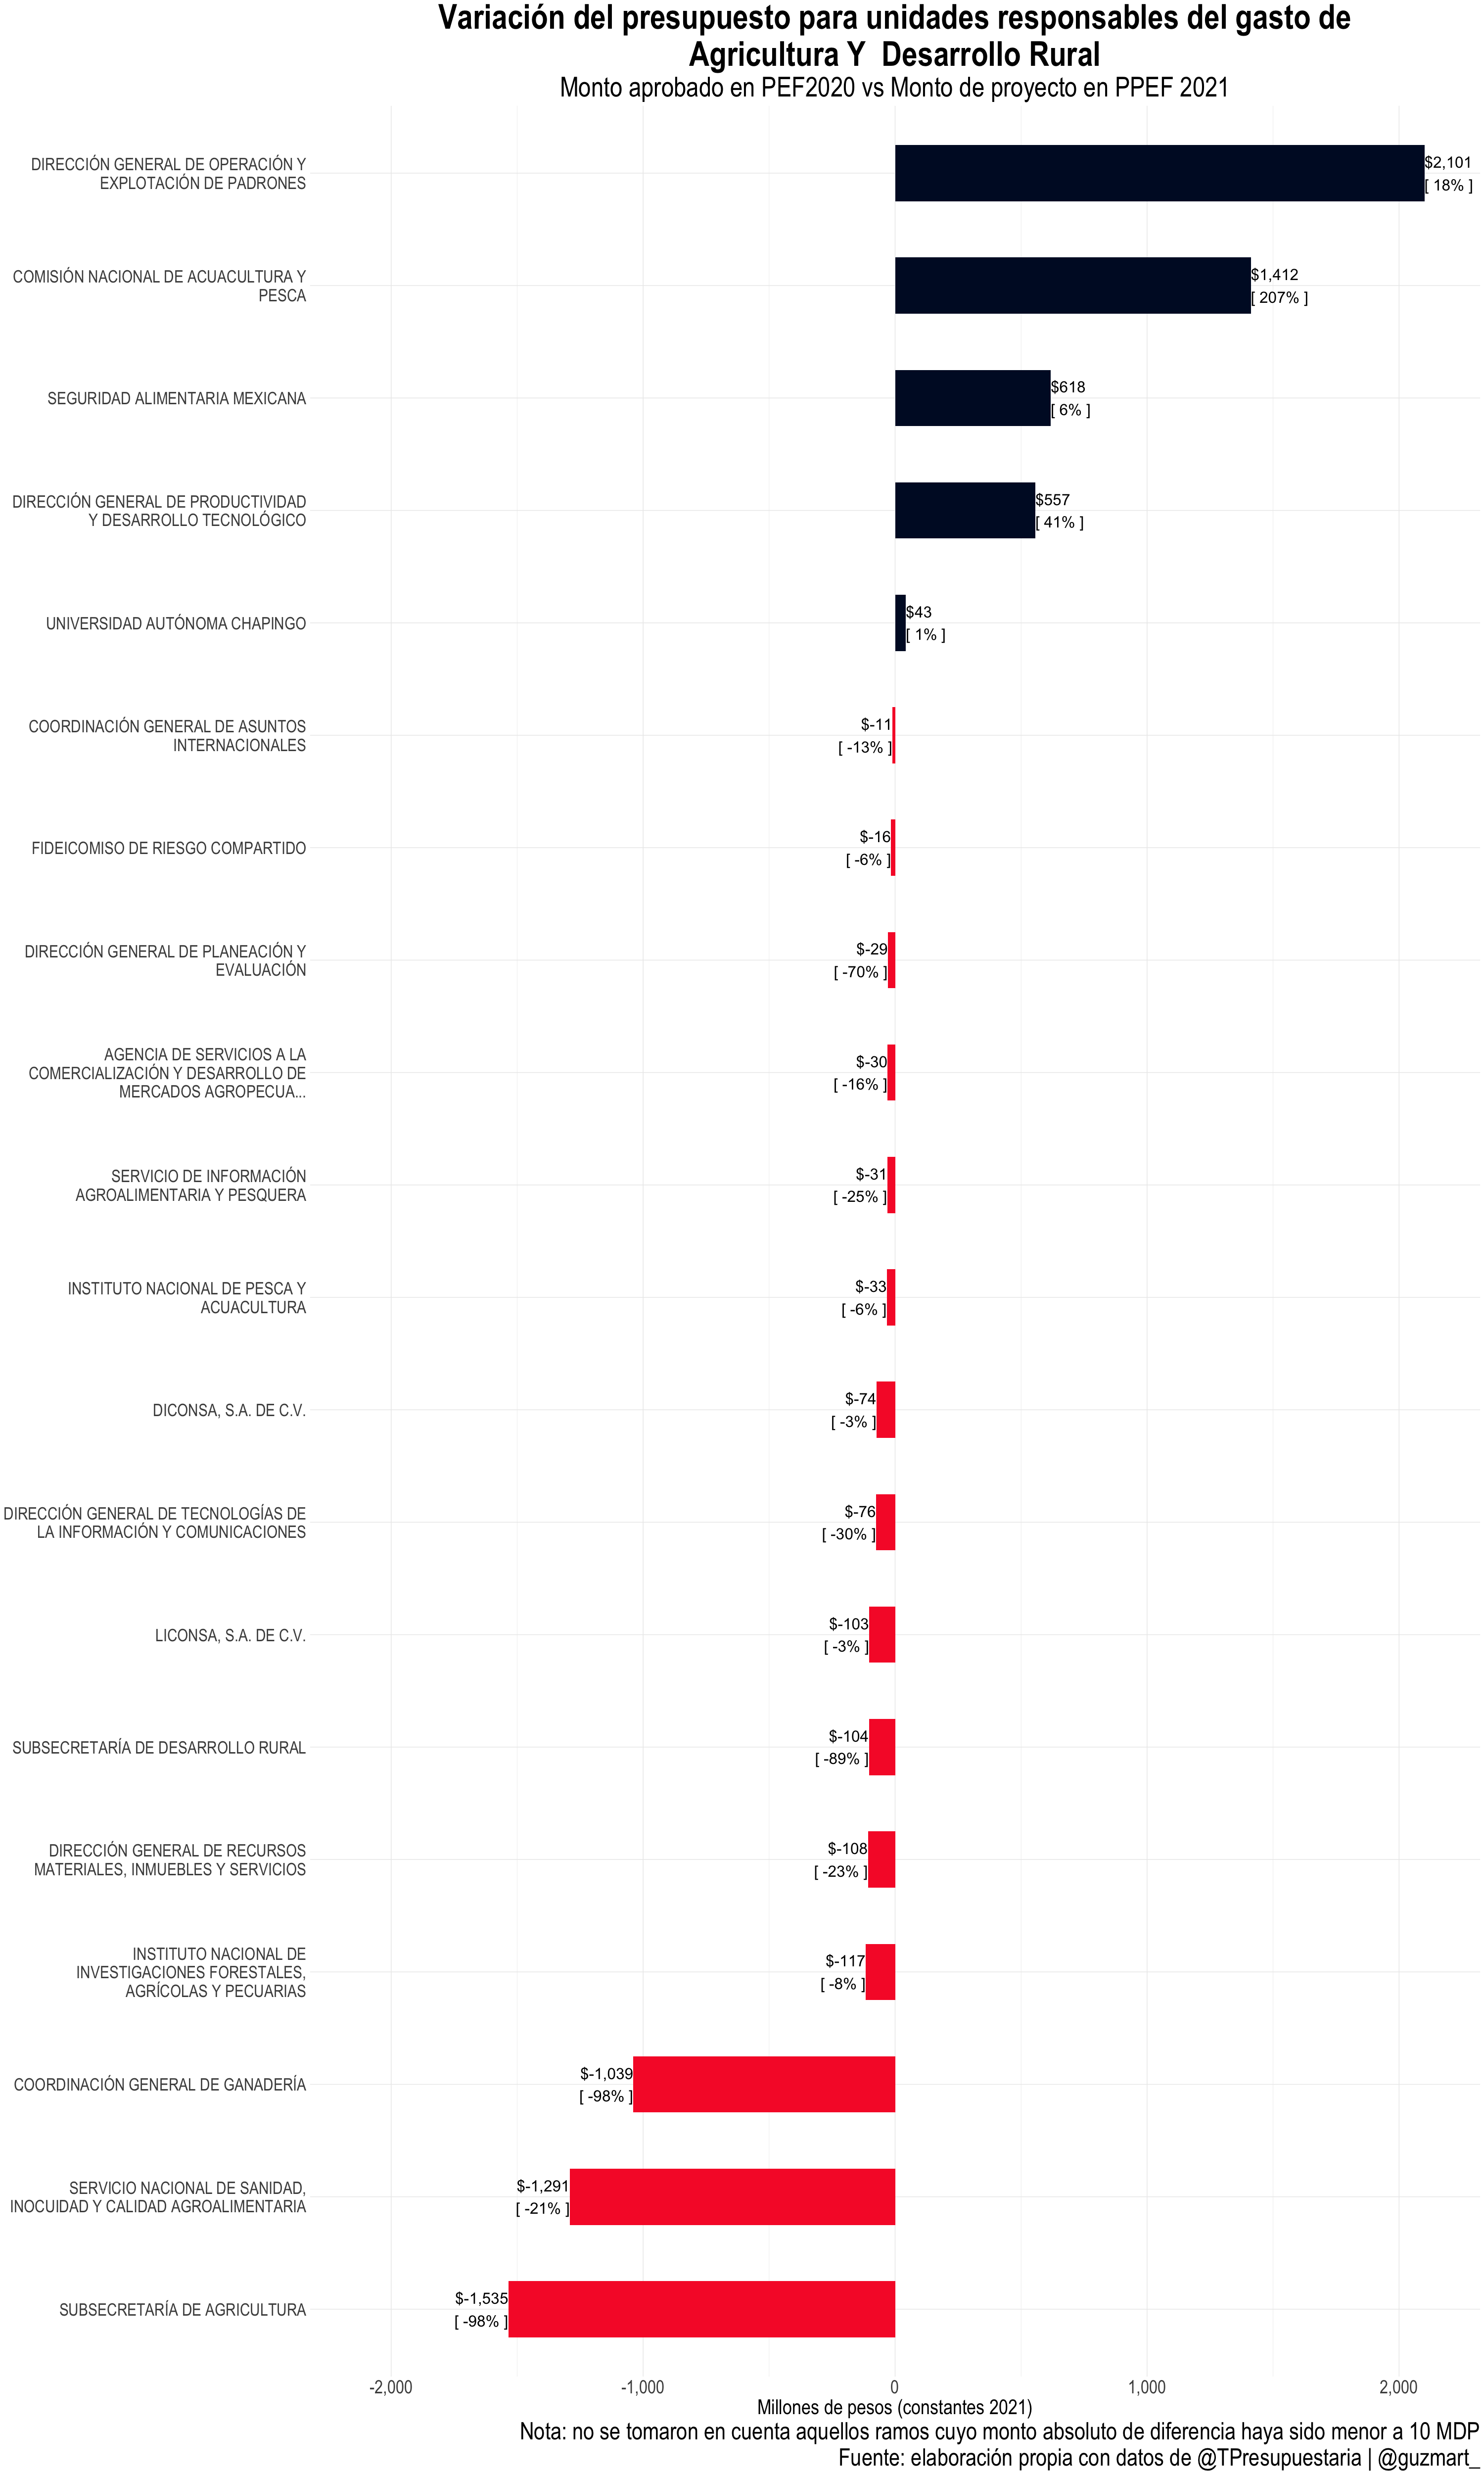 Variación del presupuesto para unidades responsables del gasto de
Agricultura Y  Desarrollo Rural
Monto aprobado en PEF2020 vs Monto de proyecto en PPEF 2021
DIRECCIÓN GENERAL DE OPERACIÓN Y
EXPLOTACIÓN DE PADRONES
$2,101
[ 18% ]
COMISIÓN NACIONAL DE ACUACULTURA Y
PESCA
$1,412
[ 207% ]
SEGURIDAD ALIMENTARIA MEXICANA
$618
[ 6% ]
DIRECCIÓN GENERAL DE PRODUCTIVIDAD
Y DESARROLLO TECNOLÓGICO
$557
[ 41% ]
UNIVERSIDAD AUTÓNOMA CHAPINGO
$43
[ 1% ]
COORDINACIÓN GENERAL DE ASUNTOS
INTERNACIONALES
$-11
[ -13% ]
FIDEICOMISO DE RIESGO COMPARTIDO
$-16
[ -6% ]
DIRECCIÓN GENERAL DE PLANEACIÓN Y
EVALUACIÓN
$-29
[ -70% ]
AGENCIA DE SERVICIOS A LA
COMERCIALIZACIÓN Y DESARROLLO DE
MERCADOS AGROPECUA...
$-30
[ -16% ]
SERVICIO DE INFORMACIÓN
AGROALIMENTARIA Y PESQUERA
$-31
[ -25% ]
INSTITUTO NACIONAL DE PESCA Y
ACUACULTURA
$-33
[ -6% ]
DICONSA, S.A. DE C.V.
$-74
[ -3% ]
DIRECCIÓN GENERAL DE TECNOLOGÍAS DE
LA INFORMACIÓN Y COMUNICACIONES
$-76
[ -30% ]
LICONSA, S.A. DE C.V.
$-103
[ -3% ]
SUBSECRETARÍA DE DESARROLLO RURAL
$-104
[ -89% ]
DIRECCIÓN GENERAL DE RECURSOS
MATERIALES, INMUEBLES Y SERVICIOS
$-108
[ -23% ]
INSTITUTO NACIONAL DE
INVESTIGACIONES FORESTALES,
AGRÍCOLAS Y PECUARIAS
$-117
[ -8% ]
COORDINACIÓN GENERAL DE GANADERÍA
$-1,039
[ -98% ]
SERVICIO NACIONAL DE SANIDAD,
INOCUIDAD Y CALIDAD AGROALIMENTARIA
$-1,291
[ -21% ]
SUBSECRETARÍA DE AGRICULTURA
$-1,535
[ -98% ]
-2,000 -1,000 0 1,000 2,000
Millones de pesos (constantes 2021)
Nota: no se tomaron en cuenta aquellos ramos cuyo monto absoluto de diferencia haya sido menor a 10 MDP
Fuente: elaboración propia con datos de @TPresupuestaria | @guzmart_